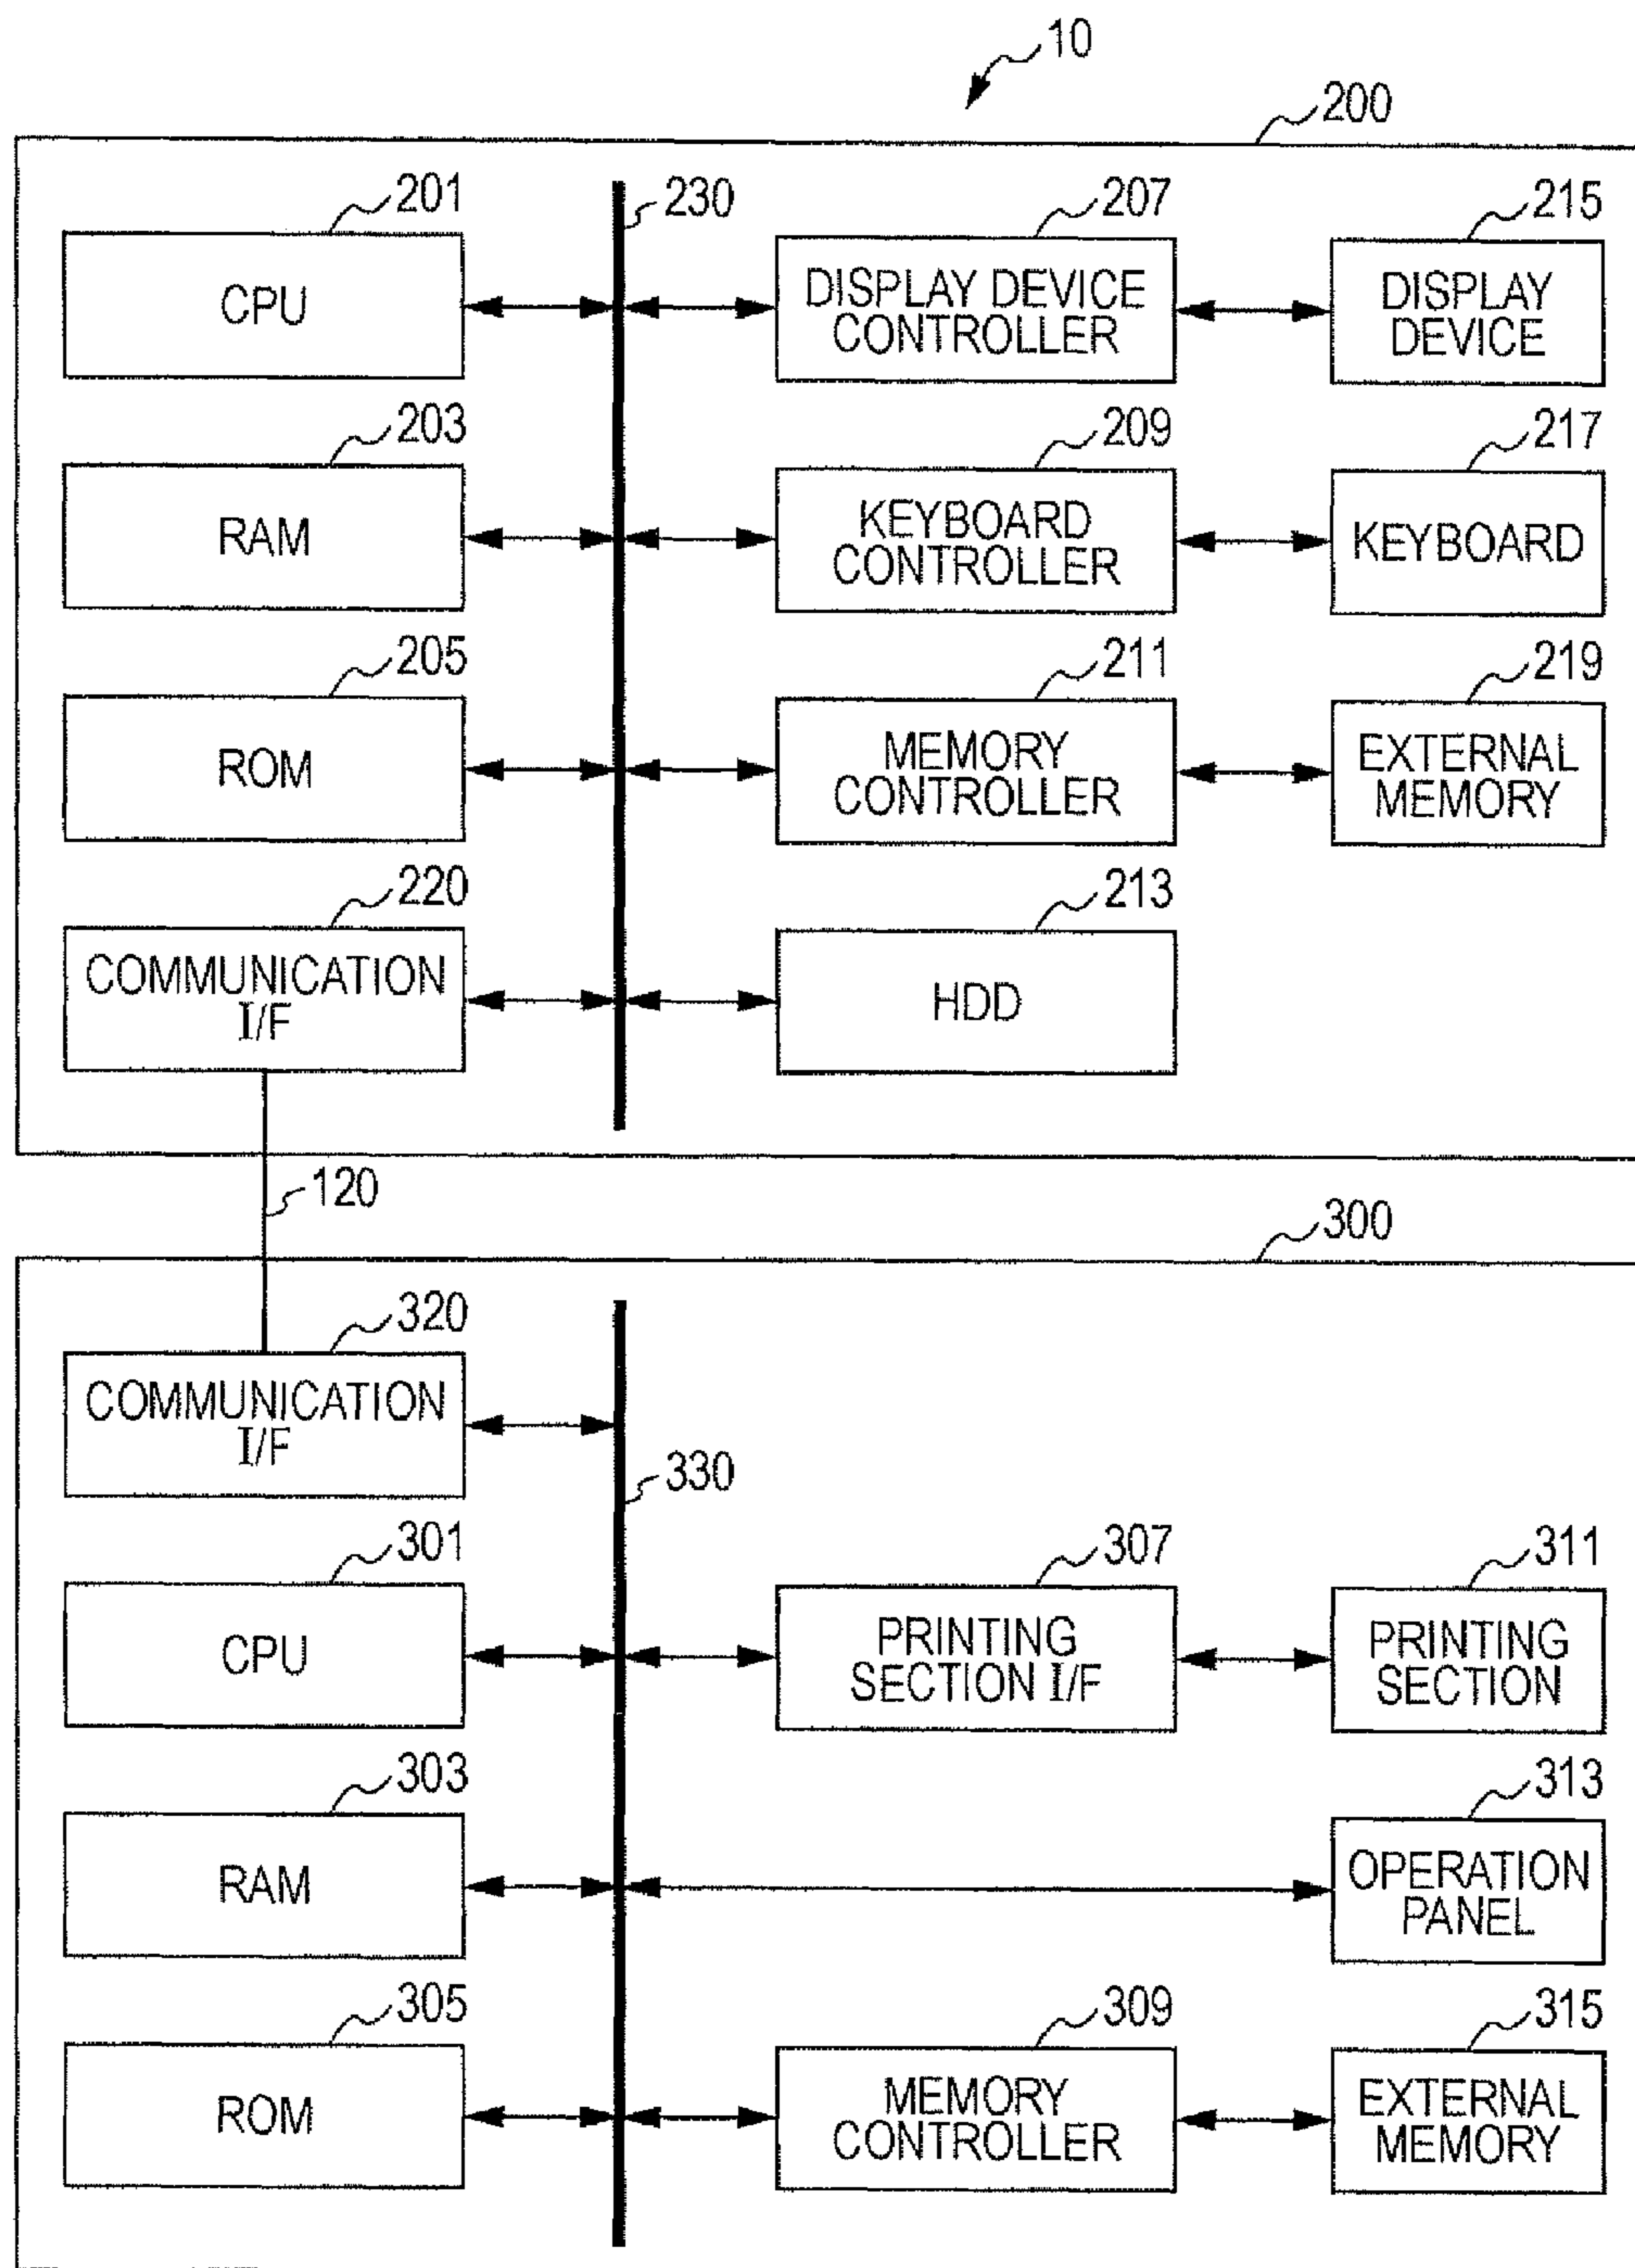 10
200
201
230
207
215
CPU
DISPLAY DEVICE
CONTROLLER
DISPLAY
DEVICE
203
209
217
RAM
KEYBOARD
CONTROLLER
KEYBOARD
205
211
219
ROM
MEMORY
CONTROLLER
EXTERNAL
MEMORY
220
213
COMMUNICATION
I/F
HDD
120
300
320
COMMUNICATION
I/F
330
301
307
311
CPU
PRINTING
SECTION I/F
PRINTING
SECTION
303
313
RAM
OPERATION
PANEL
305
309
315
ROM
MEMORY
CONTROLLER
EXTERNAL
MEMORY